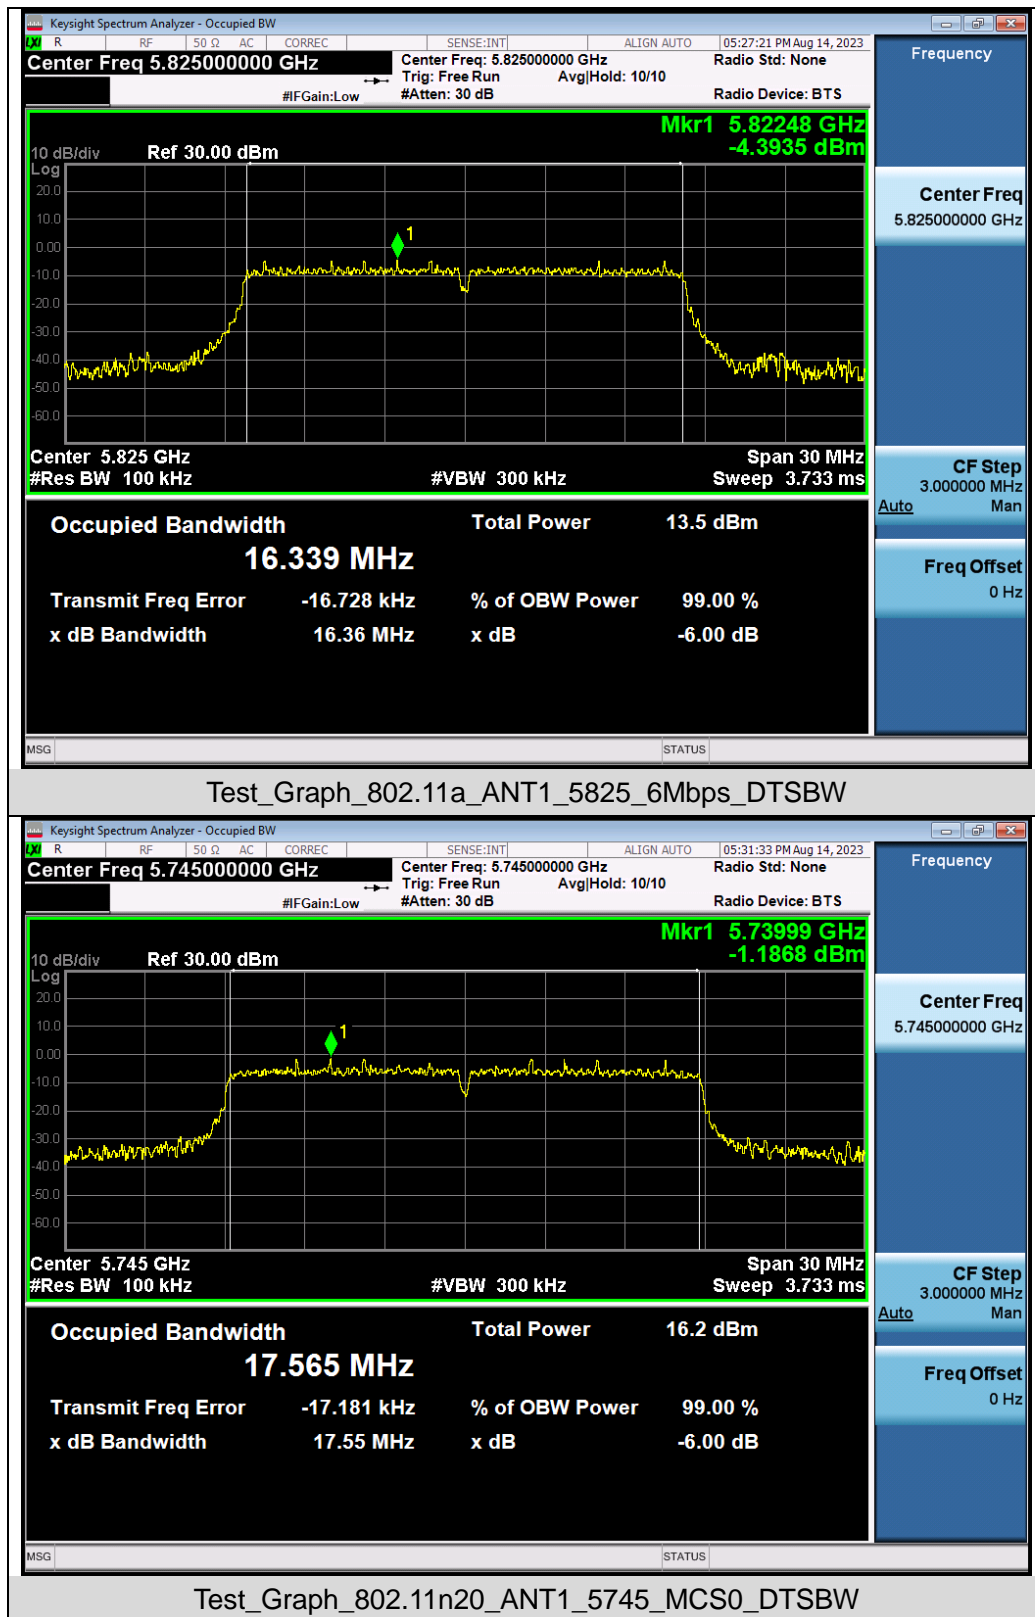 Keysight Spectrum Analyzer - Occupied BW
LXI R RF 50 Ω AC CORREC SENSE:INT ALIGN AUTO 05:27:21 PM Aug 14, 2023
Center Freq 5.825000000 GHz
Center Freq: 5.825000000 GHz Radio Std: None
Trig: Free Run Avg|Hold: 10/10
#IFGain:Low #Atten: 30 dB Radio Device: BTS
Frequency
Mkr1 5.82248 GHz
-4.3935 dBm
10 dB/div Ref 30.00 dBm
Log
20.0
10.0
0.00
-10.0
-20.0
-30.0
-40.0
-50.0
-60.0
1
Center 5.825 GHz Span 30 MHz
#Res BW 100 kHz #VBW 300 kHz Sweep 3.733 ms
Center Freq
5.825000000 GHz
CF Step
3.000000 MHz
Auto Man
Freq Offset
0 Hz
Occupied Bandwidth Total Power 13.5 dBm
16.339 MHz
Transmit Freq Error -16.728 kHz % of OBW Power 99.00 %
x dB Bandwidth 16.36 MHz x dB -6.00 dB
MSG STATUS
Test_Graph_802.11a_ANT1_5825_6Mbps_DTSBW
Keysight Spectrum Analyzer - Occupied BW
LXI R RF 50 Ω AC CORREC SENSE:INT ALIGN AUTO 05:31:33 PM Aug 14, 2023
Center Freq 5.745000000 GHz
Center Freq: 5.745000000 GHz Radio Std: None
Trig: Free Run Avg|Hold: 10/10
#IFGain:Low #Atten: 30 dB Radio Device: BTS
Frequency
Mkr1 5.73999 GHz
-1.1868 dBm
10 dB/div Ref 30.00 dBm
Log
20.0
10.0
0.00
-10.0
-20.0
-30.0
-40.0
-50.0
-60.0
1
Center 5.745 GHz Span 30 MHz
#Res BW 100 kHz #VBW 300 kHz Sweep 3.733 ms
Center Freq
5.745000000 GHz
CF Step
3.000000 MHz
Auto Man
Freq Offset
0 Hz
Occupied Bandwidth Total Power 16.2 dBm
17.565 MHz
Transmit Freq Error -17.181 kHz % of OBW Power 99.00 %
x dB Bandwidth 17.55 MHz x dB -6.00 dB
MSG STATUS
Test_Graph_802.11n20_ANT1_5745_MCS0_DTSBW